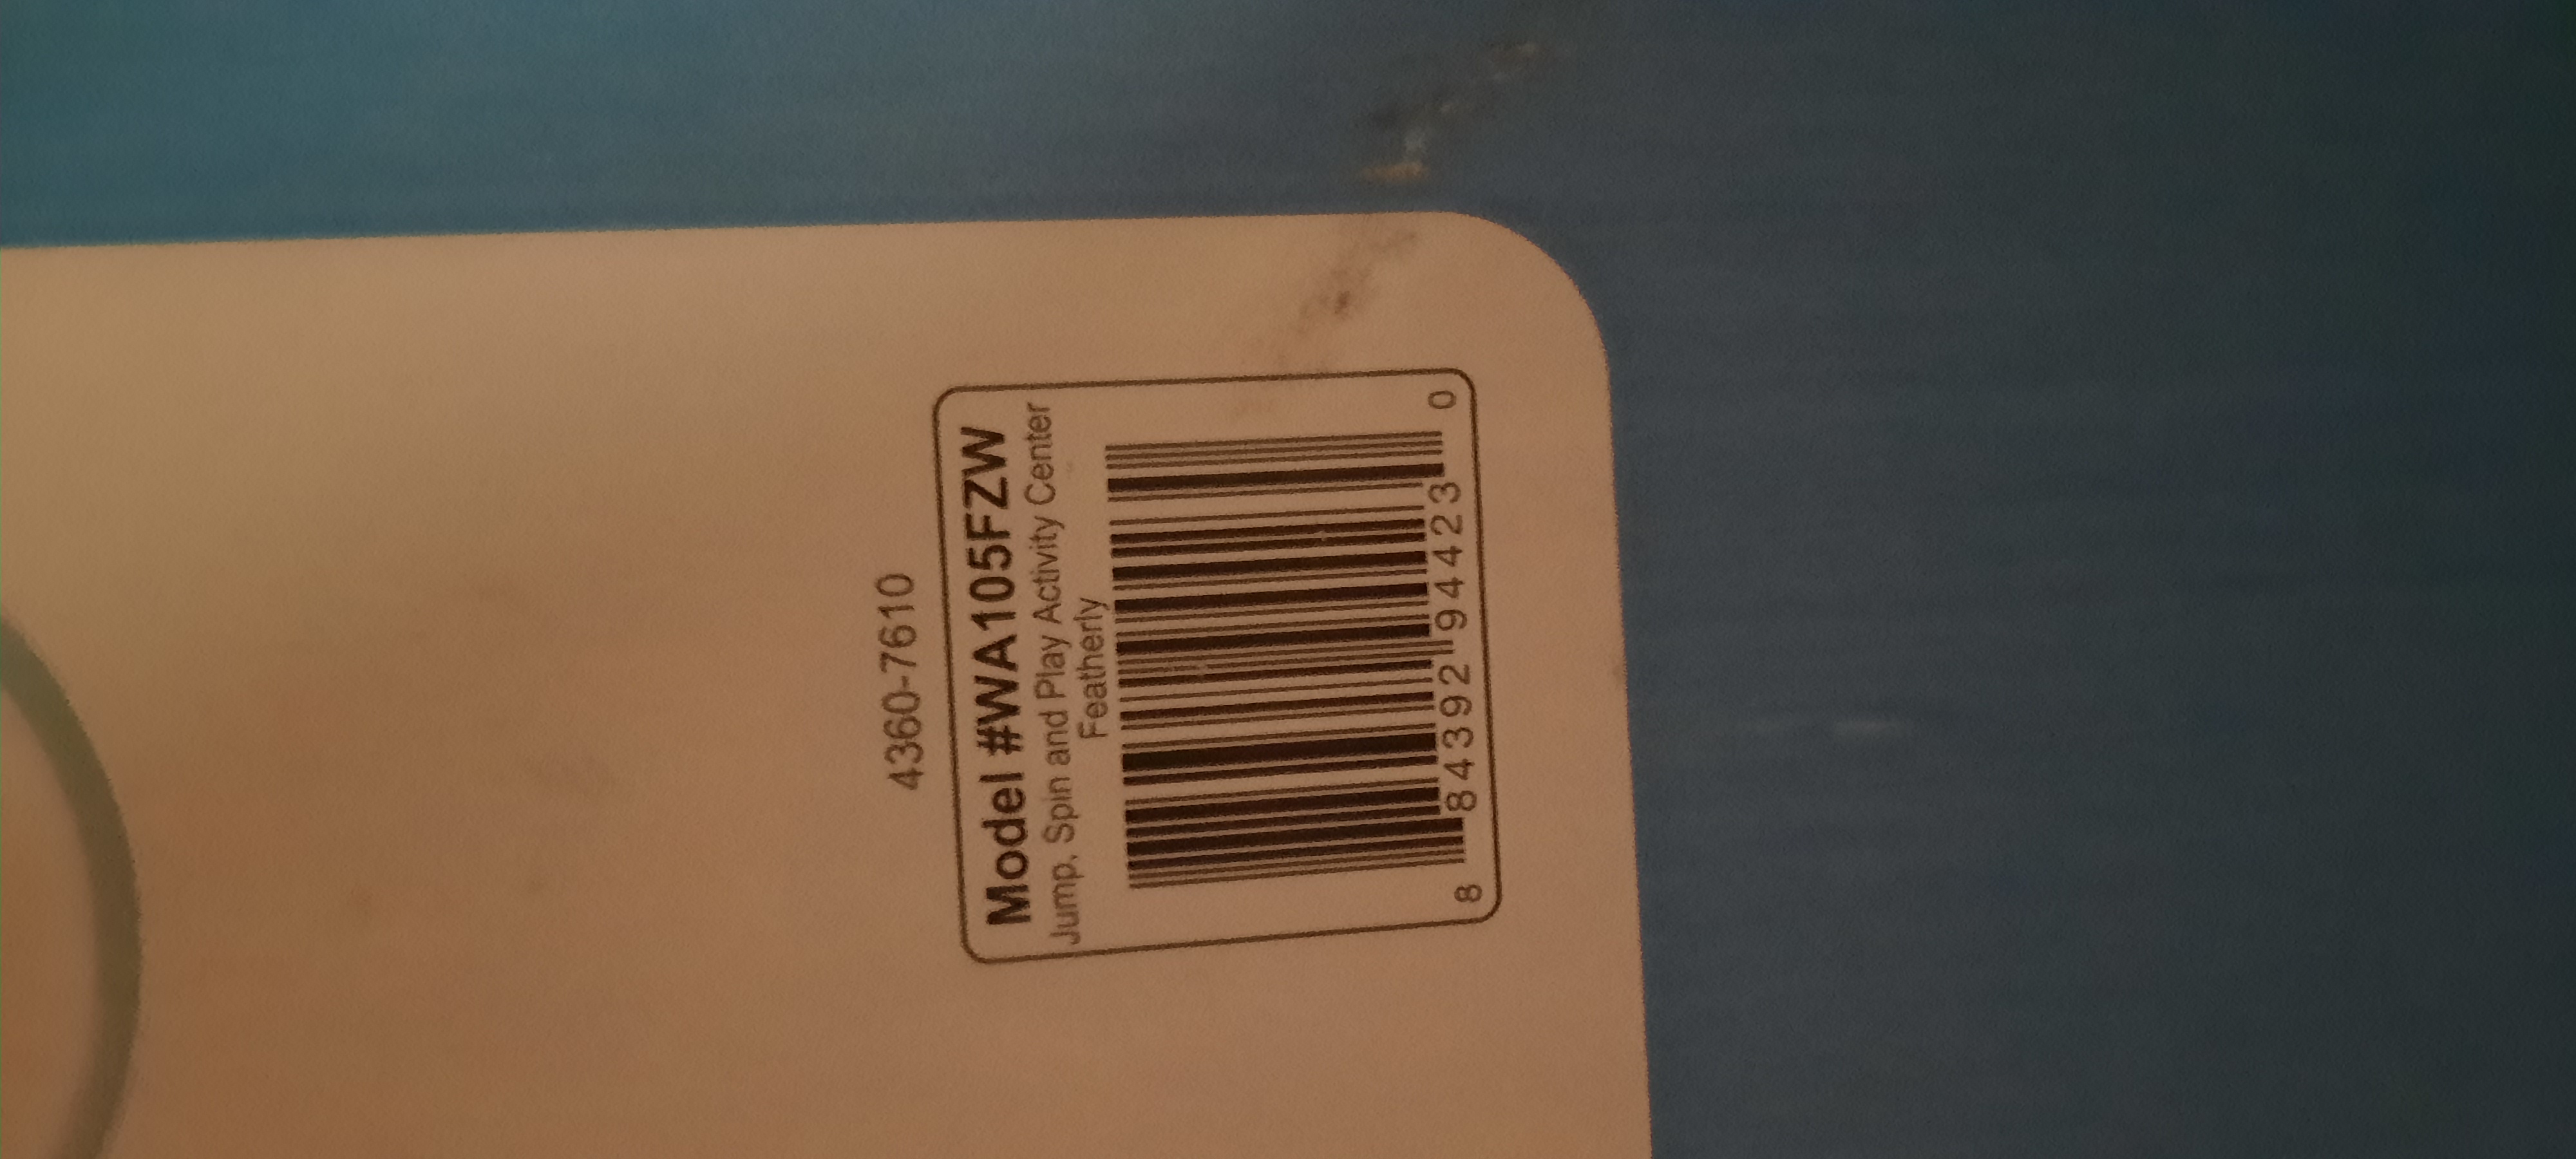 4360-7610
Model #WA105FZW
Jump, Spin and Play Activity Center
Featherly
8 84392 94423 0